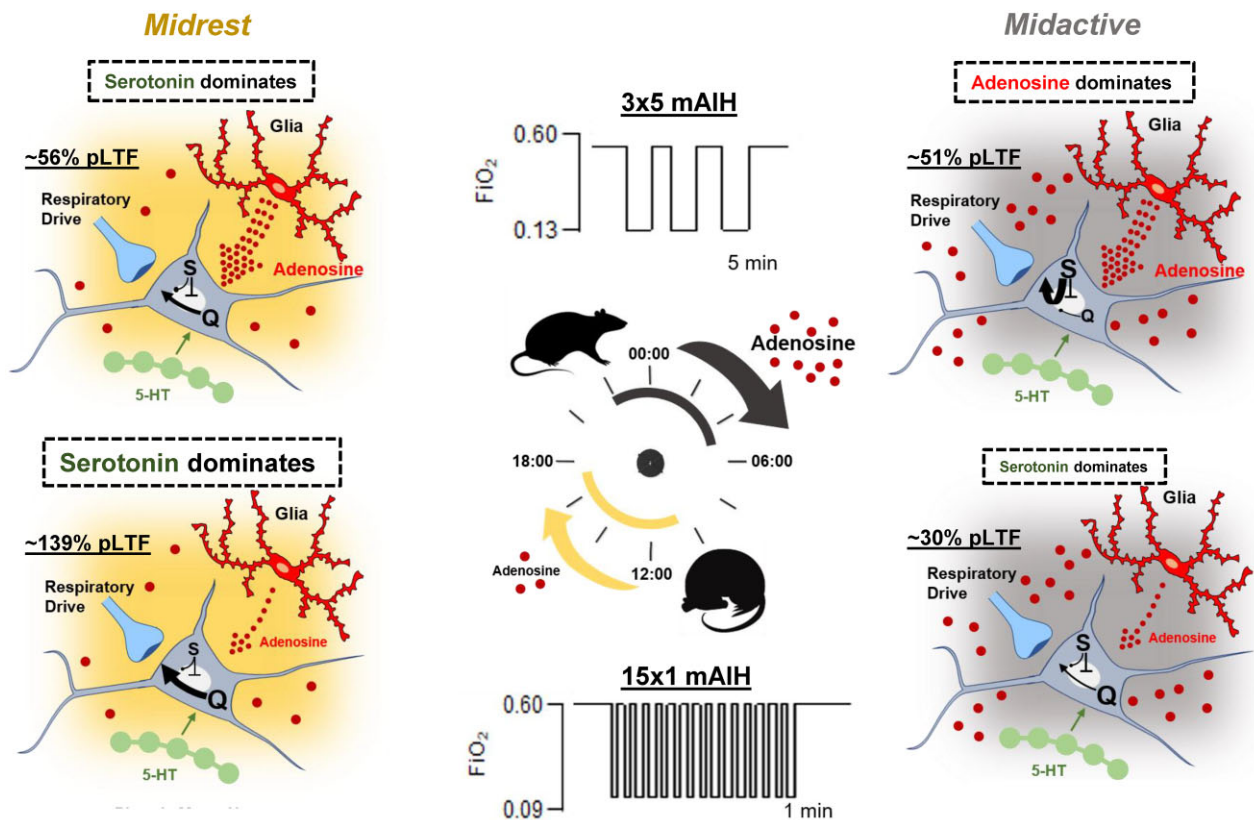 Midrest
Serotonin dominates
Glia
~56% pLTF
Respiratory
Drive
Adenosine
S
Q
5-HT
Serotonin dominates
Glia
~139% pLTF
Respiratory
Drive
Adenosine
S
Q
5-HT
3x5 mAIH
0.60
FiO₂
0.13
5 min
Adenosine
00:00
18:00
06:00
Adenosine
12:00
15x1 mAIH
0.60
FiO₂
0.09
1 min
Midactive
Adenosine dominates
Glia
~51% pLTF
Respiratory
Drive
Adenosine
S
Q
5-HT
Serotonin dominates
Glia
~30% pLTF
Respiratory
Drive
Adenosine
S
Q
5-HT